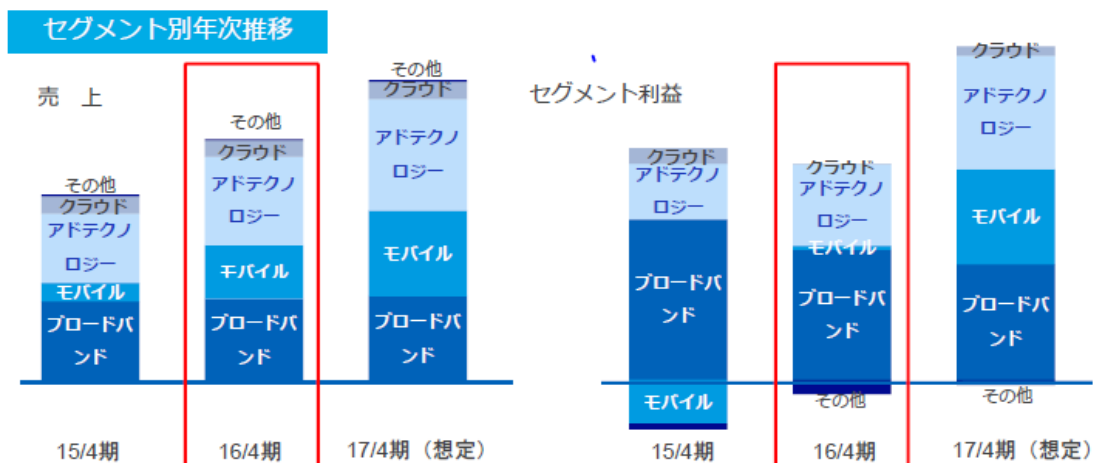 セグメント別年次推移
売 上
その他
クラウド
アドテクノ
ロジー
モバイル
ブロードバ
ンド
15/4期
その他
クラウド
アドテクノ
ロジー
モバイル
ブロードバ
ンド
16/4期
その他
クラウド
アドテクノ
ロジー
モバイル
ブロードバ
ンド
17/4期（想定）
セグメント利益
クラウド
アドテクノ
ロジー
ブロードバ
ンド
モバイル
15/4期
クラウド
アドテクノ
ロジー
モバイル
ブロードバ
ンド
その他
16/4期
クラウド
アドテクノ
ロジー
モバイル
ブロードバ
ンド
その他
17/4期（想定）